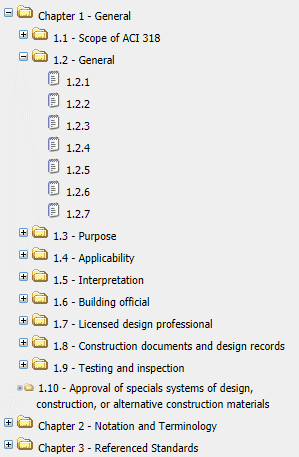 Chapter 1 - General
1.1 - Scope of ACI 318
1.2 - General
1.2.1
1.2.2
1.2.3
1.2.4
1.2.5
1.2.6
1.2.7
1.3 - Purpose
1.4 - Applicability
1.5 - Interpretation
1.6 - Building official
1.7 - Licensed design professional
1.8 - Construction documents and design records
1.9 - Testing and inspection
1.10 - Approval of specials systems of design,
construction, or alternative construction materials
Chapter 2 - Notation and Terminology
Chapter 3 - Referenced Standards